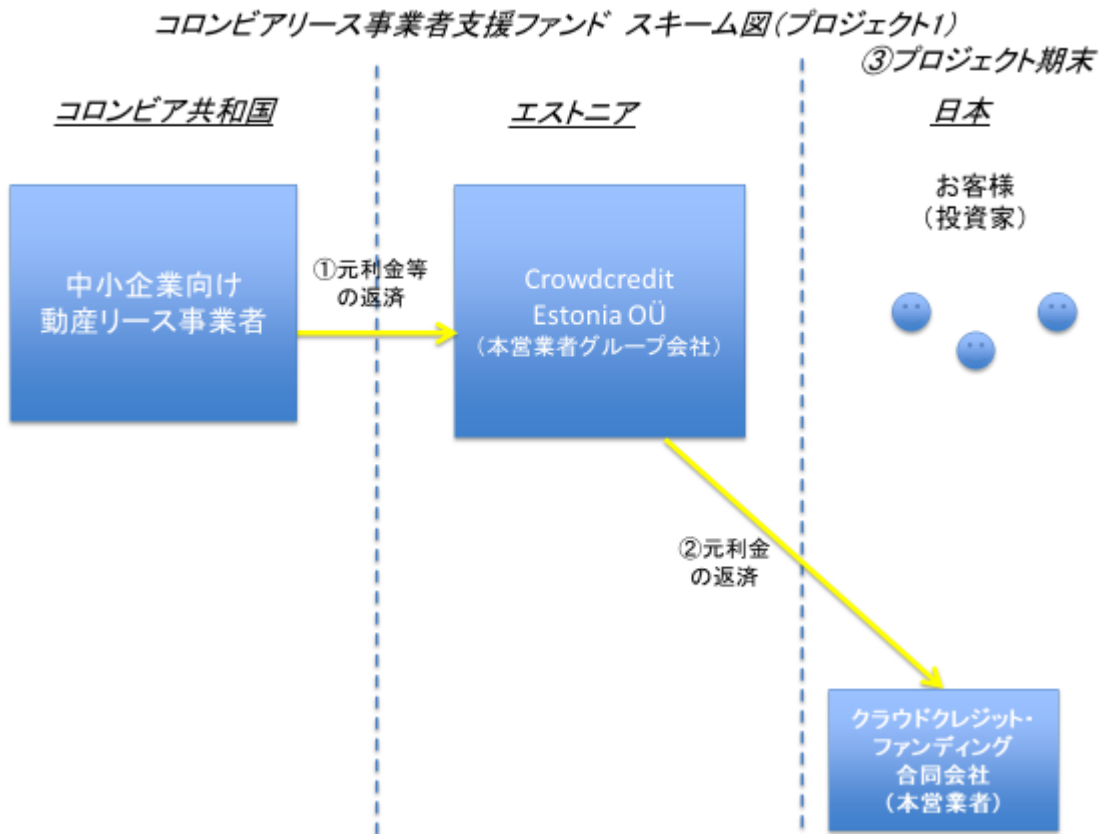 コロンビアリース事業者支援ファンド スキーム図(プロジェクト1)
③プロジェクト期末
コロンビア共和国
エストニア
日本
お客様
(投資家)
中小企業向け
動産リース事業者
①元利金等
の返済
Crowdcredit
Estonia OÜ
(本営業者グループ会社)
②元利金
の返済
クラウドクレジット・
ファンディング
合同会社
(本営業者)